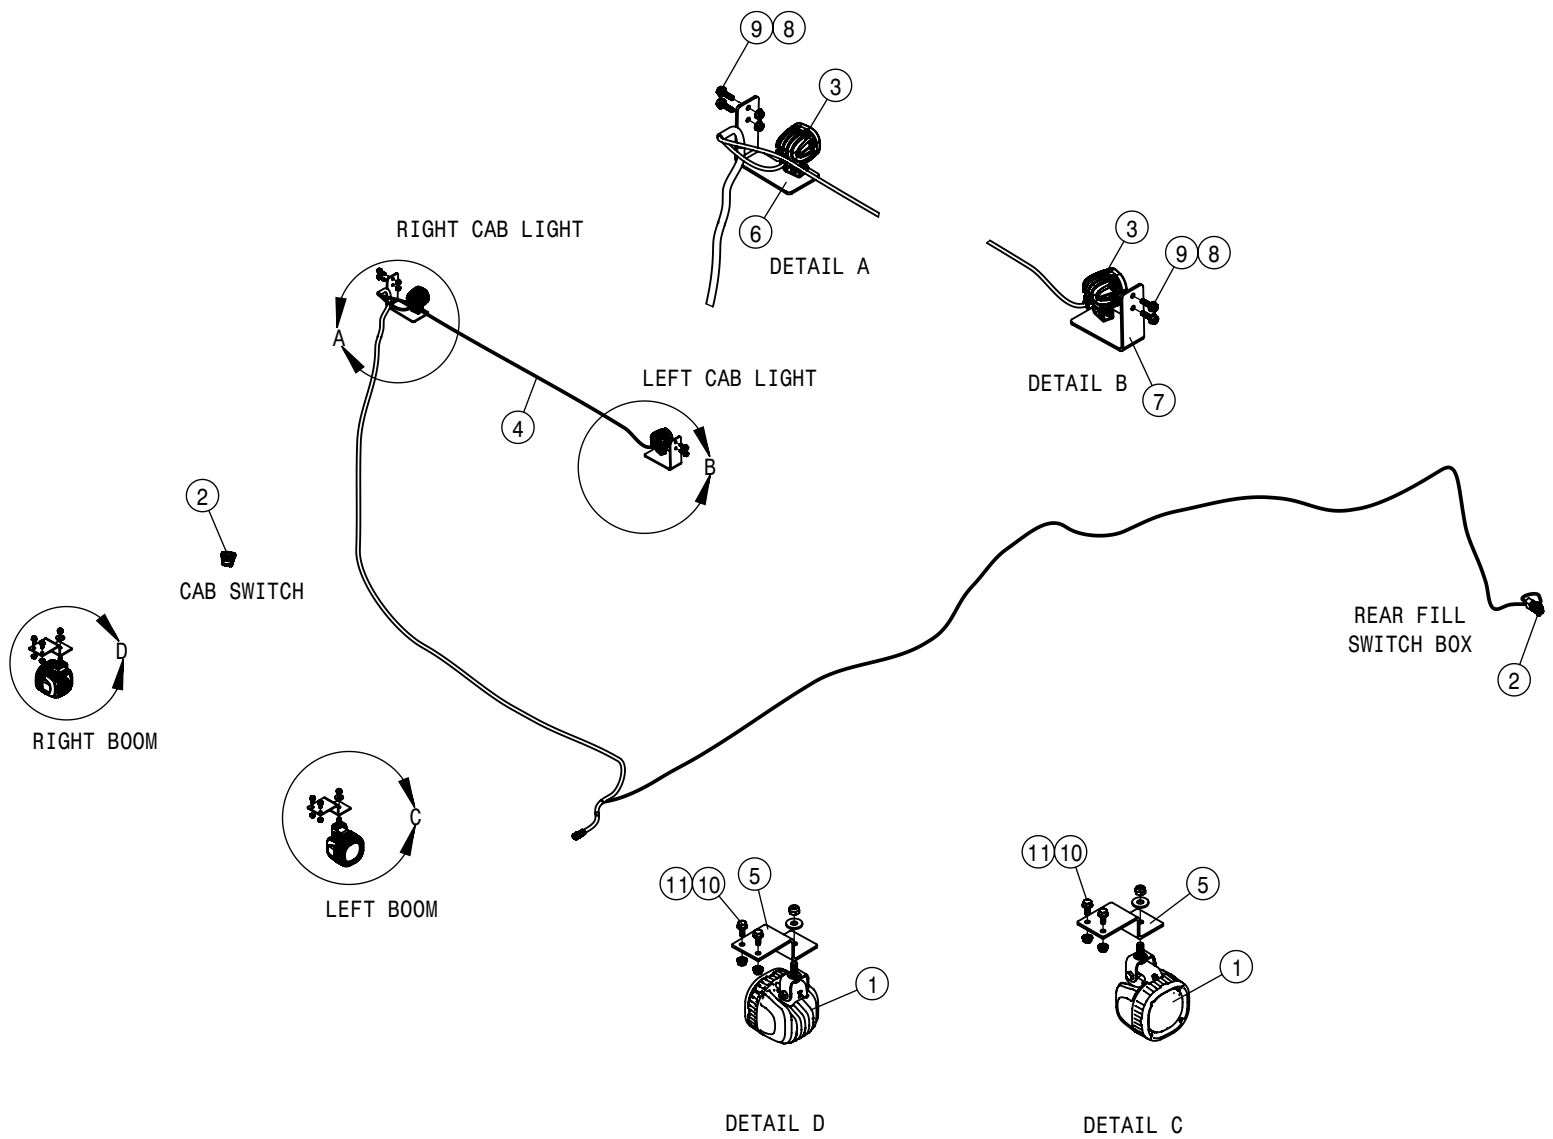 9 8
3
RIGHT CAB LIGHT
6
DETAIL A
3
9 8
A
LEFT CAB LIGHT
DETAIL B
7
4
B
2
CAB SWITCH
REAR FILL
SWITCH BOX
2
D
RIGHT BOOM
C
LEFT BOOM
11 10
5
1
11 10
5
1
DETAIL D
DETAIL C